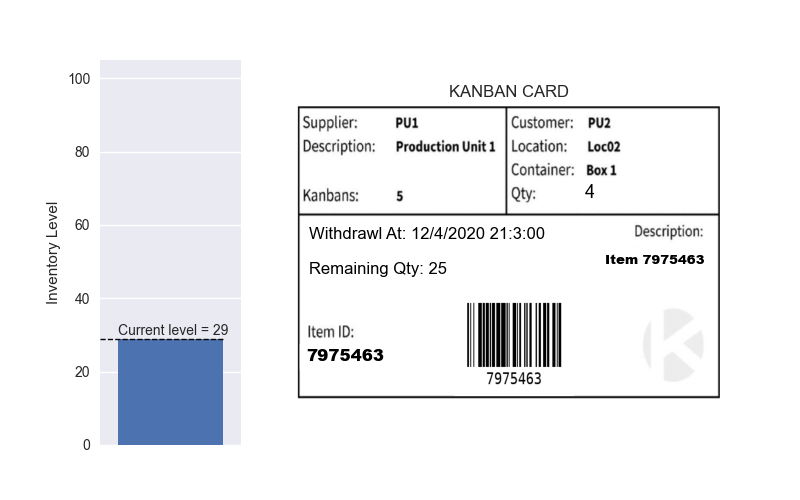 100
80
60
40
20
0
Inventory Level
Current level = 29
KANBAN CARD
Supplier: PU1
Description: Production Unit 1
Kanbans: 5
Customer: PU2
Location: Loc02
Container: Box 1
Qty: 4
Withdrawl At: 12/4/2020 21:3:00
Remaining Qty: 25
Description:
Item 7975463
Item ID:
7975463
7975463